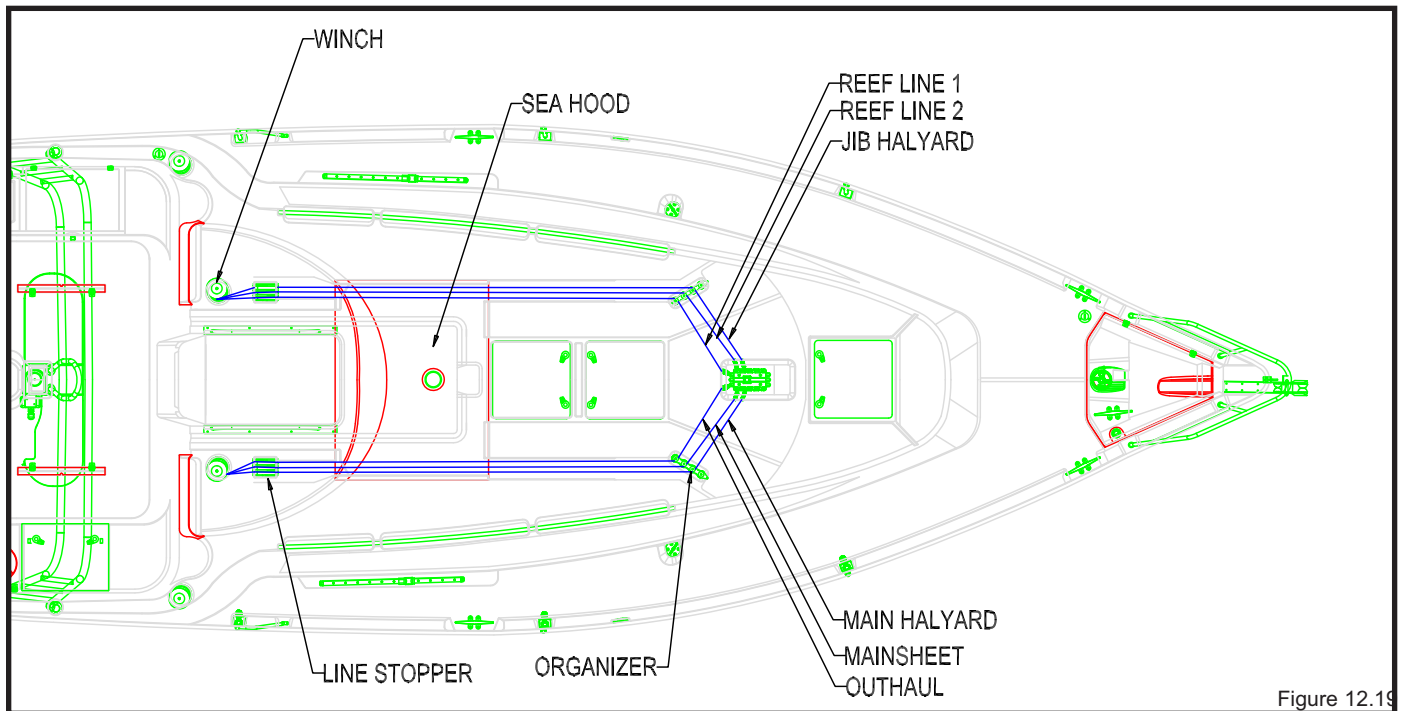 WINCH
SEA HOOD
REEF LINE 1
REEF LINE 2
JIB HALYARD
MAIN HALYARD
MAINSHEET
OUTHAUL
ORGANIZER
LINE STOPPER
Figure 12.19